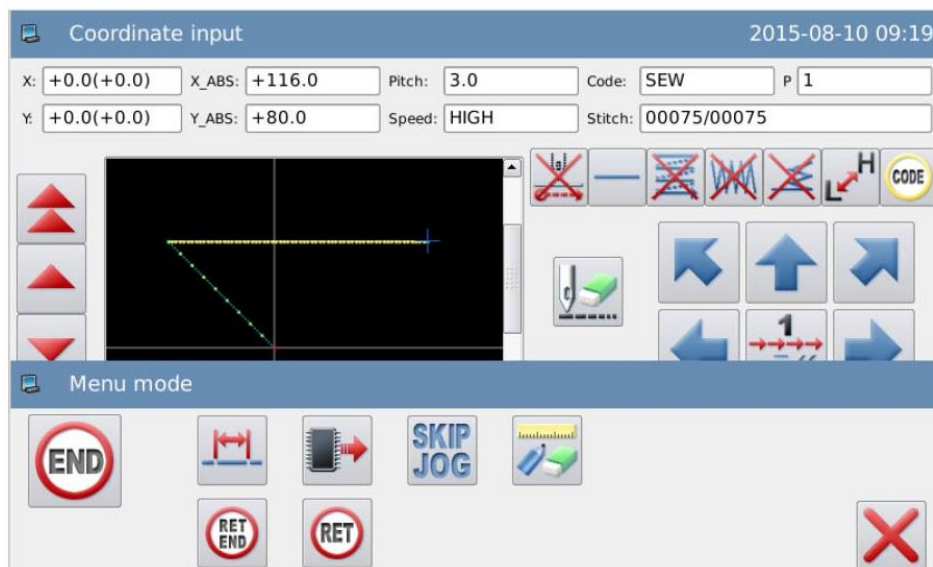 Coordinate input 2015-08-10 09:19
X: +0.0(+0.0) X_ABS: +116.0 Pitch: 3.0 Code: SEW P 1
Y: +0.0(+0.0) Y_ABS: +80.0 Speed: HIGH Stitch: 00075/00075
L H CODE
1
Menu mode
END
SKIP
JOG
RET
END
RET